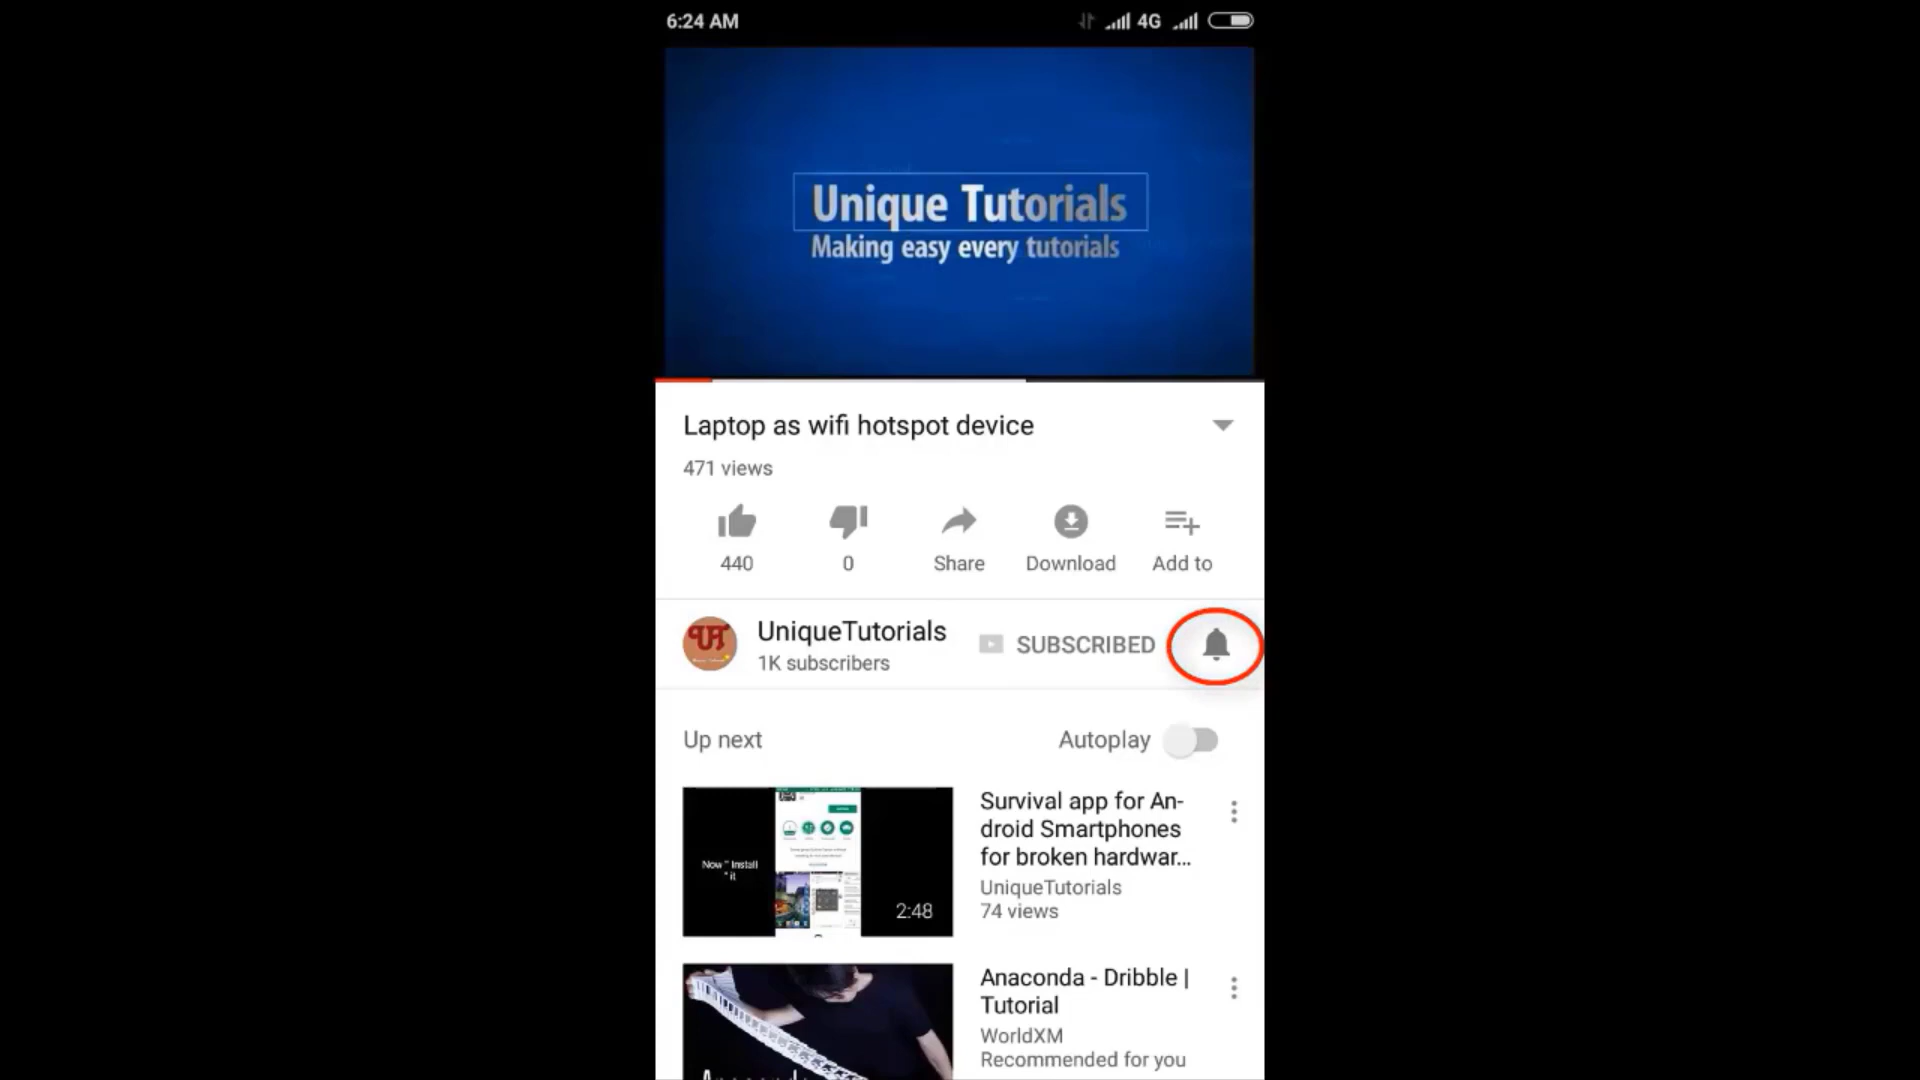 6:24 AM
4G
Unique Tutorials
Making easy every tutorials
Laptop as wifi hotspot device
471 views
440
0
Share
Download
Add to
UniqueTutorials
1K subscribers
SUBSCRIBED
Up next
Autoplay
Now " Install
" it
2:48
Survival app for An-
droid Smartphones
for broken hardwar...
UniqueTutorials
74 views
Anaconda - Dribble |
Tutorial
WorldXM
Recommended for you